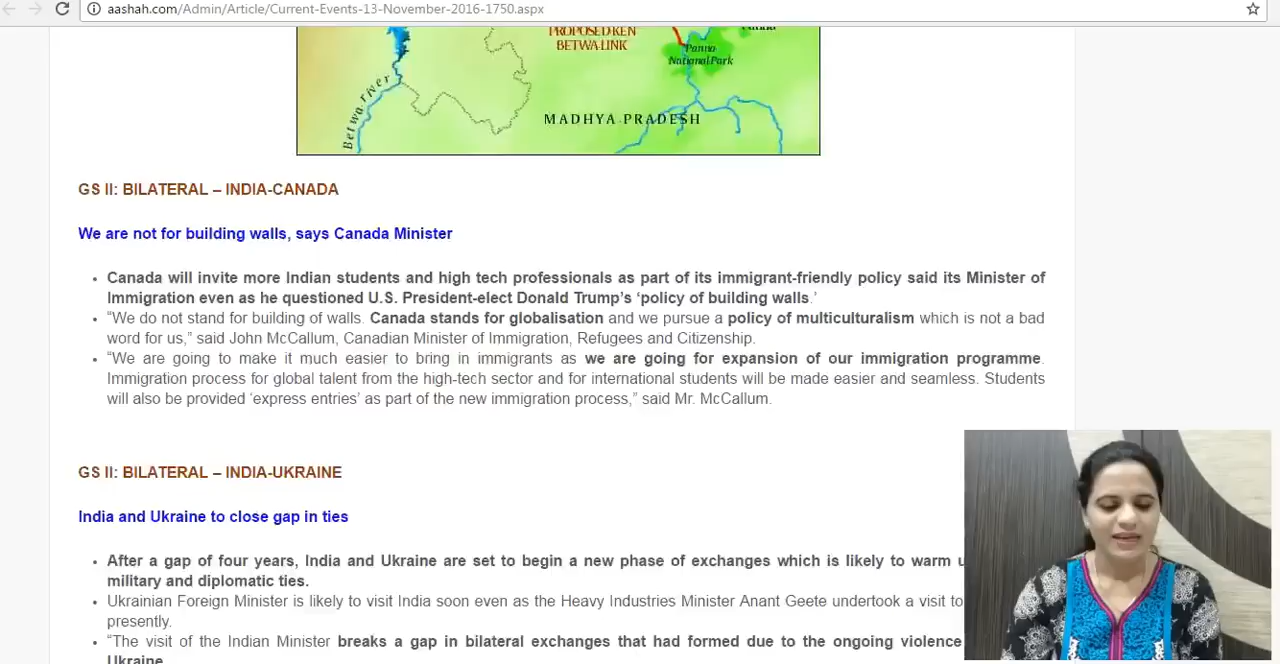 aashah.com/Admin/Article/Current-Events-13-November-2016-1750.aspx
PROPOSED KEN
BETWA LINK
Panna
National Park
Betwa river
MADHYA PRADESH
GS II: BILATERAL – INDIA-CANADA
We are not for building walls, says Canada Minister
• Canada will invite more Indian students and high tech professionals as part of its immigrant-friendly policy said its Minister of
Immigration even as he questioned U.S. President-elect Donald Trump's 'policy of building walls.'
• “We do not stand for building of walls. Canada stands for globalisation and we pursue a policy of multiculturalism which is not a bad
word for us,” said John McCallum, Canadian Minister of Immigration, Refugees and Citizenship.
• “We are going to make it much easier to bring in immigrants as we are going for expansion of our immigration programme.
Immigration process for global talent from the high-tech sector and for international students will be made easier and seamless. Students
will also be provided ‘express entries’ as part of the new immigration process,” said Mr. McCallum.
GS II: BILATERAL – INDIA-UKRAINE
India and Ukraine to close gap in ties
• After a gap of four years, India and Ukraine are set to begin a new phase of exchanges which is likely to warm
military and diplomatic ties.
• Ukrainian Foreign Minister is likely to visit India soon even as the Heavy Industries Minister Anant Geete undertook a visit to
presently.
• “The visit of the Indian Minister breaks a gap in bilateral exchanges that had formed due to the ongoing violence
Ukraine